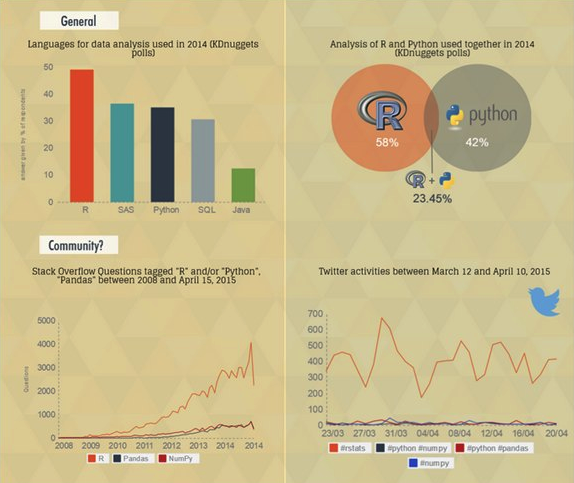 General
Languages for data analysis used in 2014 (KDnuggets
polls)
answer given by % of respondents
50
40
30
20
10
0
R SAS Python SQL Java
Analysis of R and Python used together in 2014
(KDnuggets polls)
R
python
58%
42%
R +
23.45%
Community?
Stack Overflow Questions tagged "R" and/or "Python",
"Pandas" between 2008 and April 15, 2015
Questions
5000
4000
3000
2000
1000
0
2008 2009 2010 2011 2012 2013 2014 2014
R Pandas NumPy
Twitter activities between March 12 and April 10, 2015
700
600
500
400
300
200
100
0
23/03 27/03 31/03 04/04 08/04 12/04 16/04 20/04
#rstats #python #numpy #python #pandas
#numpy